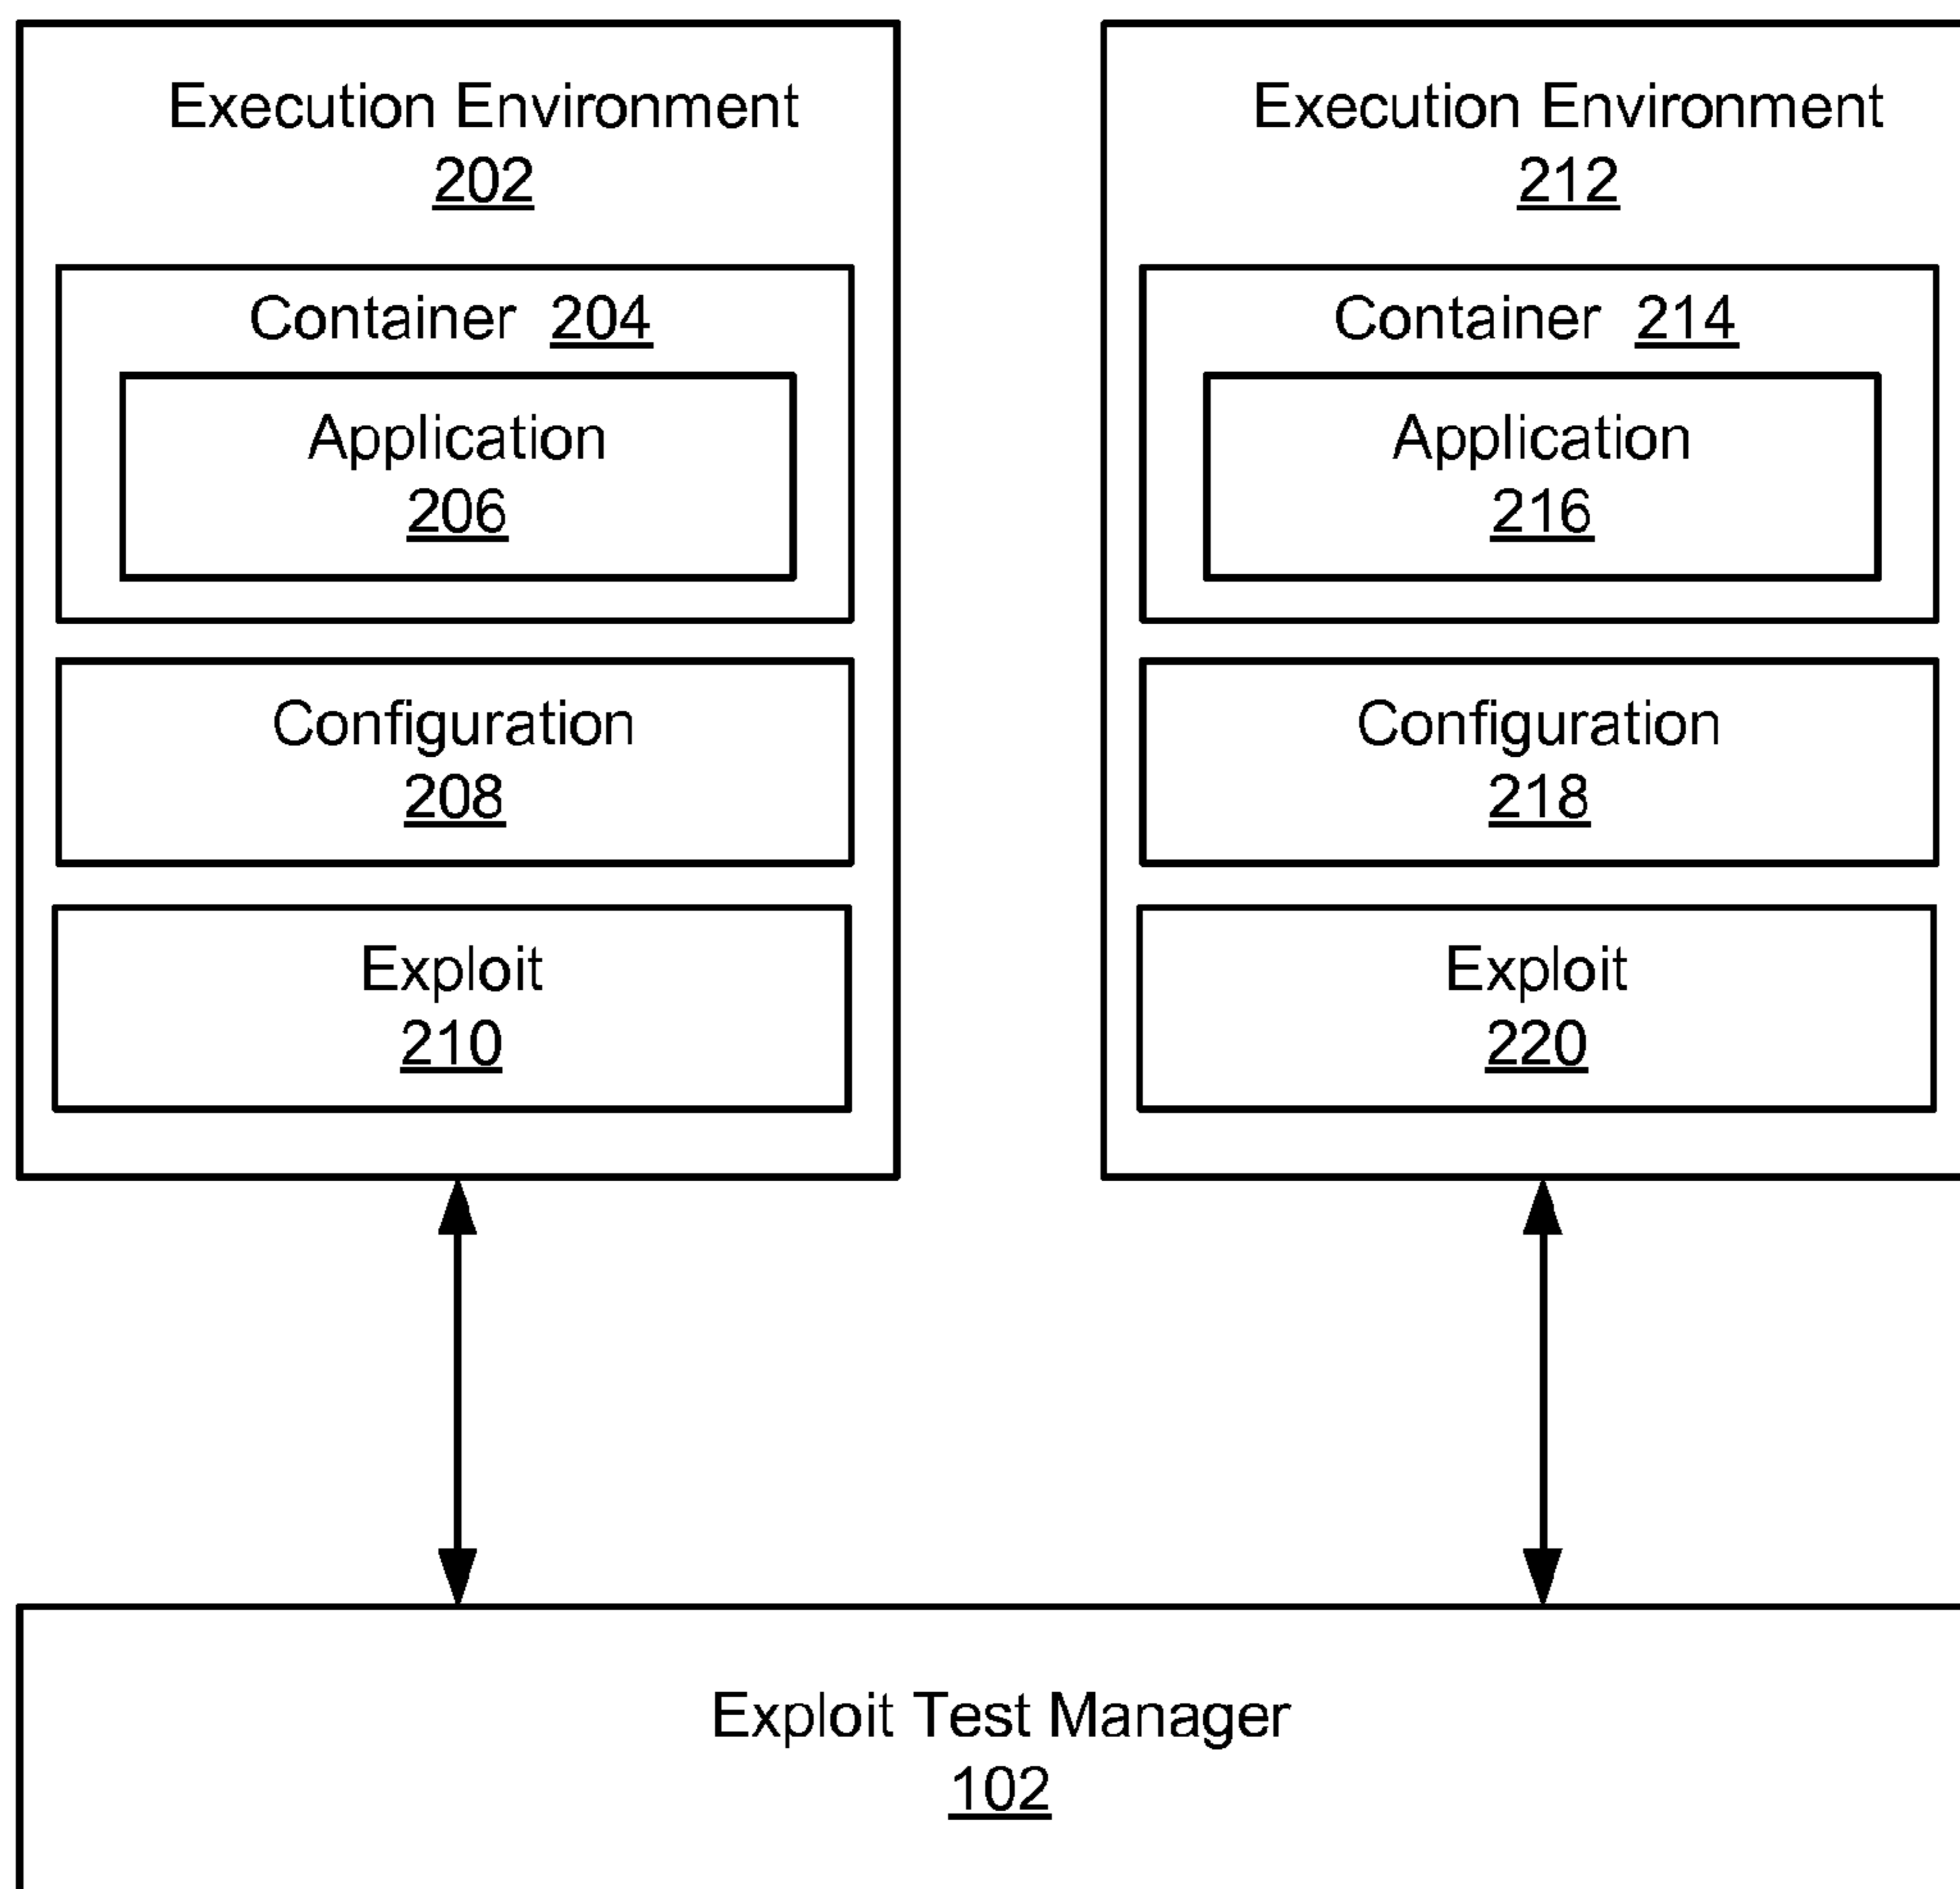 Execution Environment
202
Container 204
Application
206
Configuration
208
Exploit
210
Execution Environment
212
Container 214
Application
216
Configuration
218
Exploit
220
Exploit Test Manager
102